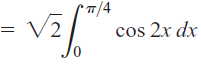 = √2 ∫₀^{π/4} cos 2x dx